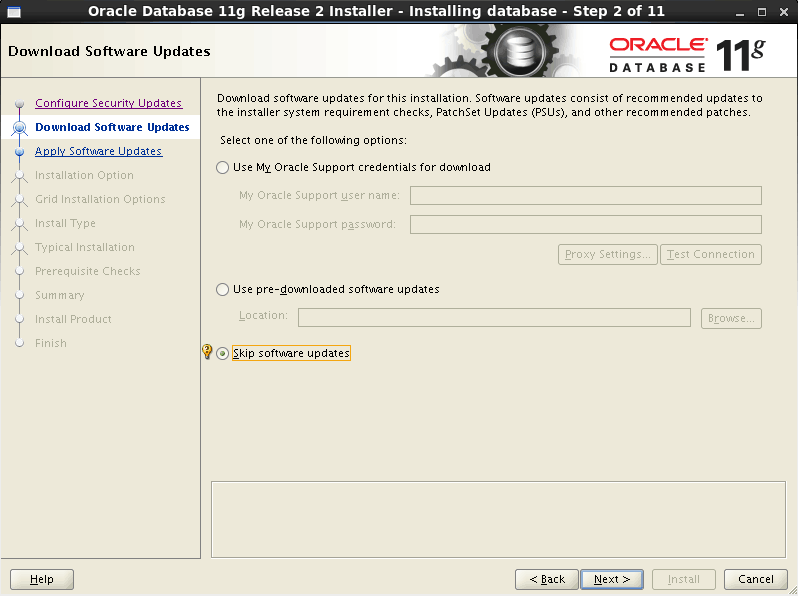 Oracle Database 11g Release 2 Installer - Installing database - Step 2 of 11
Download Software Updates
ORACLE®
DATABASE
11g
Configure Security Updates
Download Software Updates
Apply Software Updates
Installation Option
Grid Installation Options
Install Type
Typical Installation
Prerequisite Checks
Summary
Install Product
Finish
Download software updates for this installation. Software updates consist of recommended updates to
the installer system requirement checks, PatchSet Updates (PSUs), and other recommended patches.
Select one of the following options:
Use My Oracle Support credentials for download
My Oracle Support user name:
My Oracle Support password:
Proxy Settings...
Test Connection
Use pre-downloaded software updates
Location:
Browse...
Skip software updates
Help
< Back
Next >
Install
Cancel